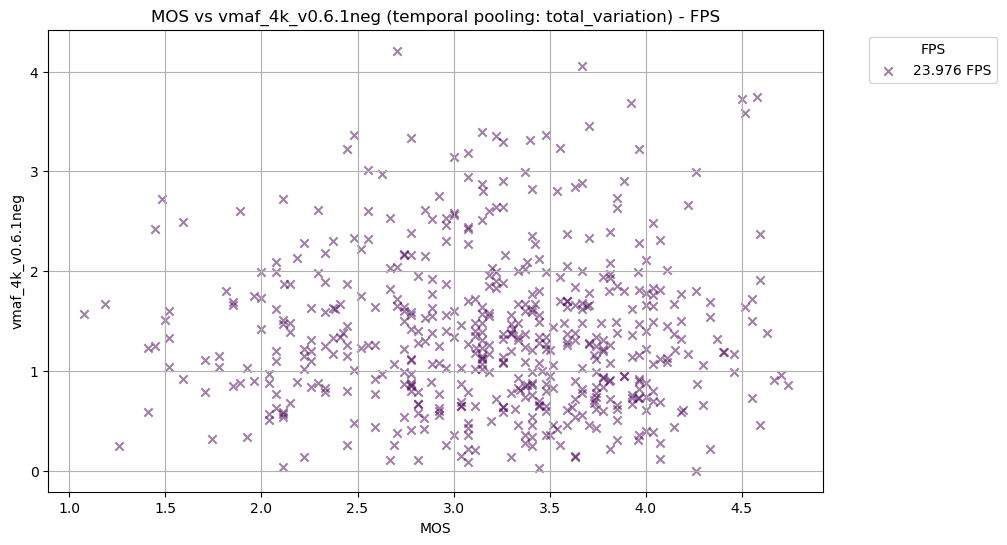 MOS vs vmaf_4k_v0.6.1neg (temporal pooling: total_variation) - FPS
FPS
23.976 FPS
vmaf_4k_v0.6.1neg
4
3
2
1
0
1.0 1.5 2.0 2.5 3.0 3.5 4.0 4.5
MOS